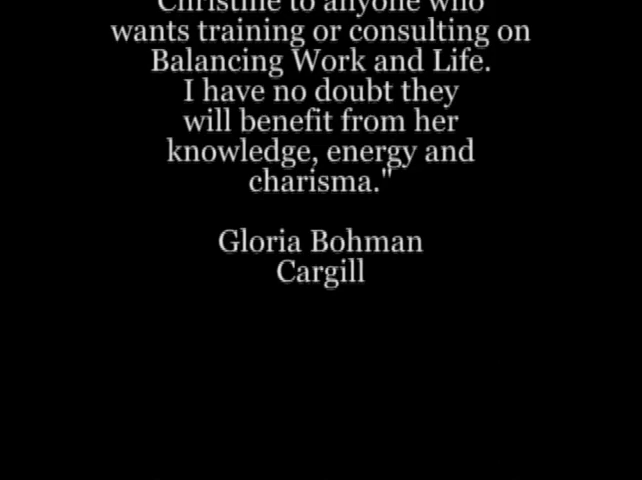 Christine to anyone who
wants training or consulting on
Balancing Work and Life.
I have no doubt they
will benefit from her
knowledge, energy and
charisma."
Gloria Bohman
Cargill